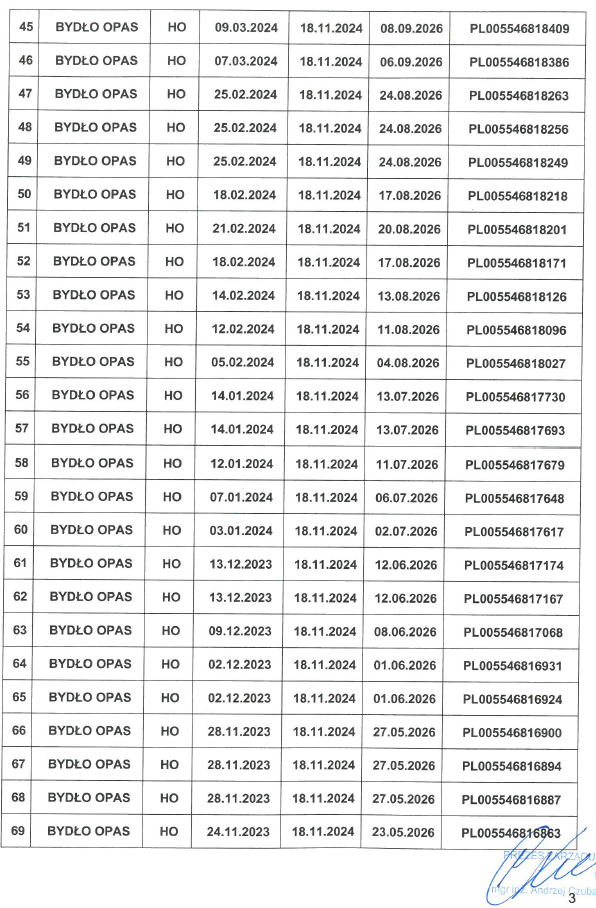 45 BYDŁO OPAS HO 09.03.2024 18.11.2024 08.09.2026 PL005546818409
46 BYDŁO OPAS HO 07.03.2024 18.11.2024 06.09.2026 PL005546818386
47 BYDŁO OPAS HO 25.02.2024 18.11.2024 24.08.2026 PL005546818263
48 BYDŁO OPAS HO 25.02.2024 18.11.2024 24.08.2026 PL005546818256
49 BYDŁO OPAS HO 25.02.2024 18.11.2024 24.08.2026 PL005546818249
50 BYDŁO OPAS HO 18.02.2024 18.11.2024 17.08.2026 PL005546818218
51 BYDŁO OPAS HO 21.02.2024 18.11.2024 20.08.2026 PL005546818201
52 BYDŁO OPAS HO 18.02.2024 18.11.2024 17.08.2026 PL005546818171
53 BYDŁO OPAS HO 14.02.2024 18.11.2024 13.08.2026 PL005546818126
54 BYDŁO OPAS HO 12.02.2024 18.11.2024 11.08.2026 PL005546818096
55 BYDŁO OPAS HO 05.02.2024 18.11.2024 04.08.2026 PL005546818027
56 BYDŁO OPAS HO 14.01.2024 18.11.2024 13.07.2026 PL005546817730
57 BYDŁO OPAS HO 14.01.2024 18.11.2024 13.07.2026 PL005546817693
58 BYDŁO OPAS HO 12.01.2024 18.11.2024 11.07.2026 PL005546817679
59 BYDŁO OPAS HO 07.01.2024 18.11.2024 06.07.2026 PL005546817648
60 BYDŁO OPAS HO 03.01.2024 18.11.2024 02.07.2026 PL005546817617
61 BYDŁO OPAS HO 13.12.2023 18.11.2024 12.06.2026 PL005546817174
62 BYDŁO OPAS HO 13.12.2023 18.11.2024 12.06.2026 PL005546817167
63 BYDŁO OPAS HO 09.12.2023 18.11.2024 08.06.2026 PL005546817068
64 BYDŁO OPAS HO 02.12.2023 18.11.2024 01.06.2026 PL005546816931
65 BYDŁO OPAS HO 02.12.2023 18.11.2024 01.06.2026 PL005546816924
66 BYDŁO OPAS HO 28.11.2023 18.11.2024 27.05.2026 PL005546816900
67 BYDŁO OPAS HO 28.11.2023 18.11.2024 27.05.2026 PL005546816894
68 BYDŁO OPAS HO 28.11.2023 18.11.2024 27.05.2026 PL005546816887
69 BYDŁO OPAS HO 24.11.2023 18.11.2024 23.05.2026 PL005546816863
PREZES ZARZĄDU
mgr inż. Andrzej Czuba
3